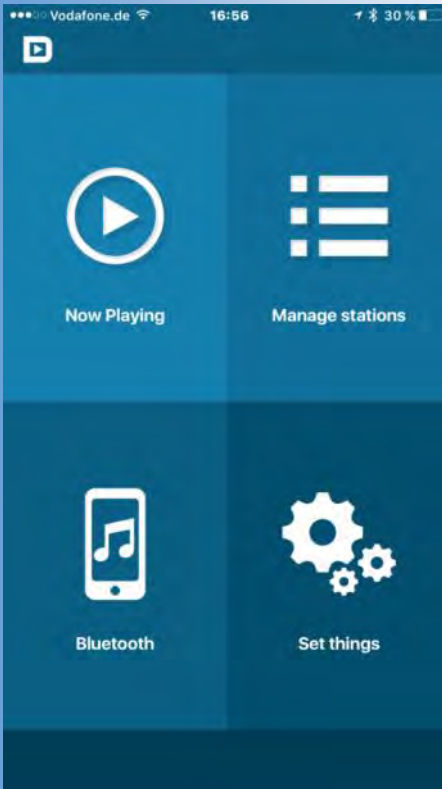 Vodafone.de 16:56 30 %
Now Playing
Manage stations
Bluetooth
Set things